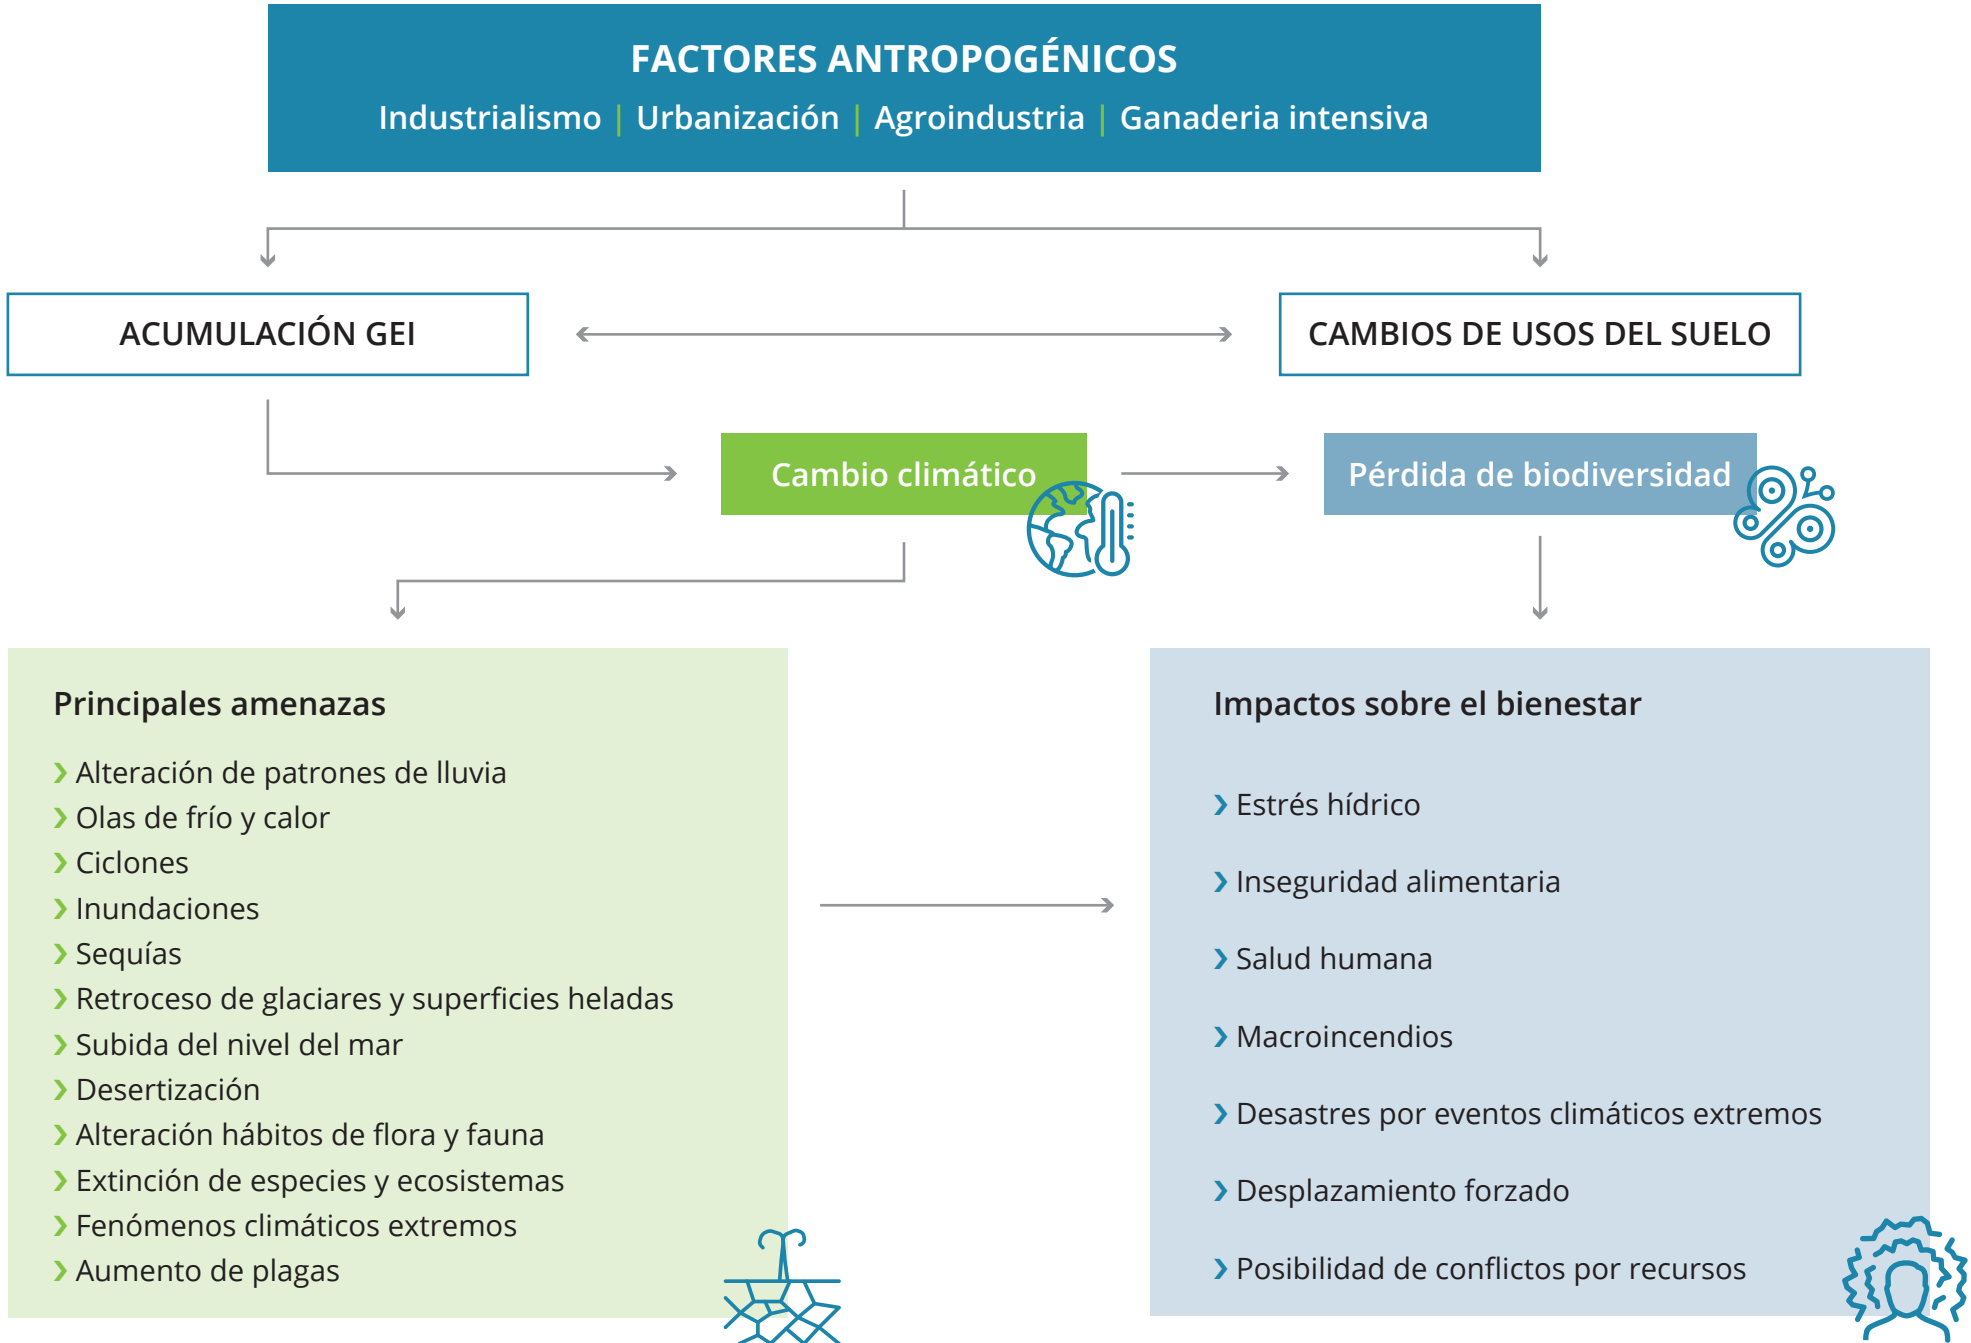 FACTORES ANTROPOGÉNICOS
Industrialismo | Urbanización | Agroindustria | Ganaderia intensiva
ACUMULACIÓN GEI
CAMBIOS DE USOS DEL SUELO
Cambio climático
Pérdida de biodiversidad
Principales amenazas
Alteración de patrones de lluvia
Olas de frío y calor
Ciclones
Inundaciones
Sequías
Retroceso de glaciares y superficies heladas
Subida del nivel del mar
Desertización
Alteración hábitos de flora y fauna
Extinción de especies y ecosistemas
Fenómenos climáticos extremos
Aumento de plagas
Impactos sobre el bienestar
Estrés hídrico
Inseguridad alimentaria
Salud humana
Macroincendios
Desastres por eventos climáticos extremos
Desplazamiento forzado
Posibilidad de conflictos por recursos